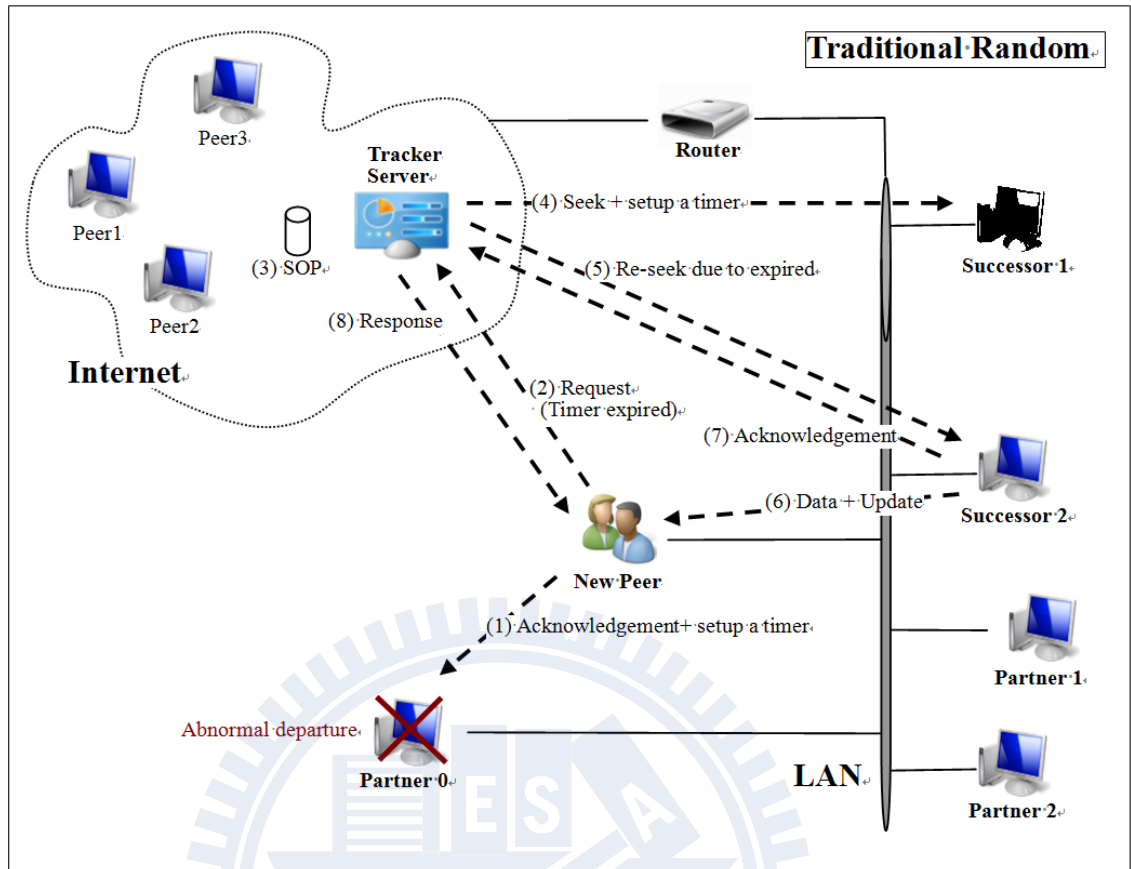 Traditional Random
Peer3
Tracker
Server
Router
Peer1
(3) SOP
(4) Seek + setup a timer
Successor 1
(5) Re-seek due to expired
Peer2
(8) Response
Internet
(2) Request
(Timer expired)
(7) Acknowledgement
(6) Data + Update
Successor 2
New Peer
(1) Acknowledgement+ setup a timer
Partner 1
Abnormal departure
Partner 0
LAN
Partner 2
E S A